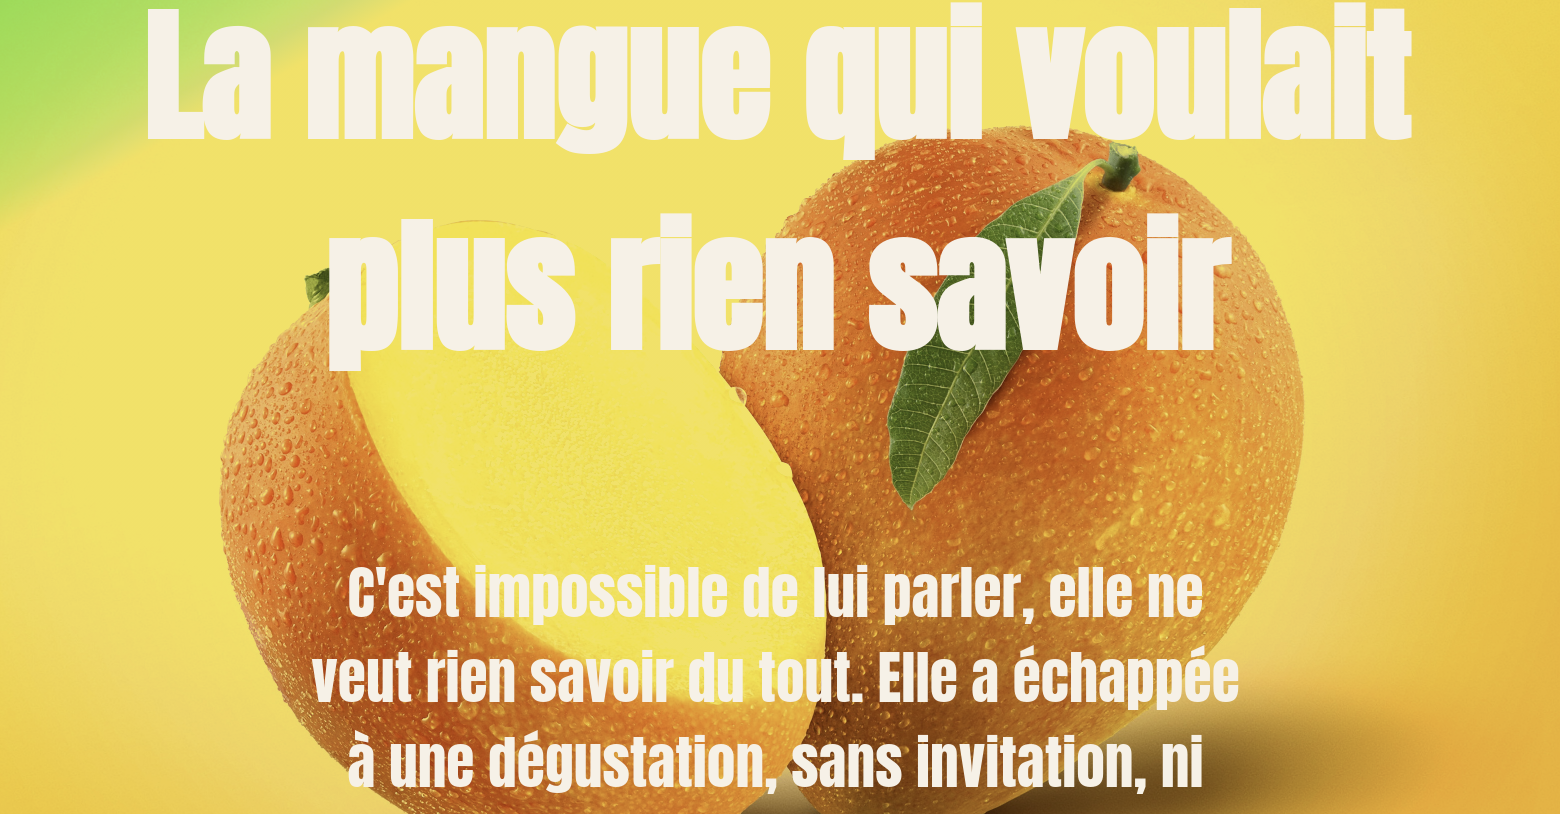 La mangue qui voulait
plus rien savoir
C'est impossible de lui parler, elle ne
veut rien savoir du tout. Elle a échappée
à une dégustation, sans invitation, ni